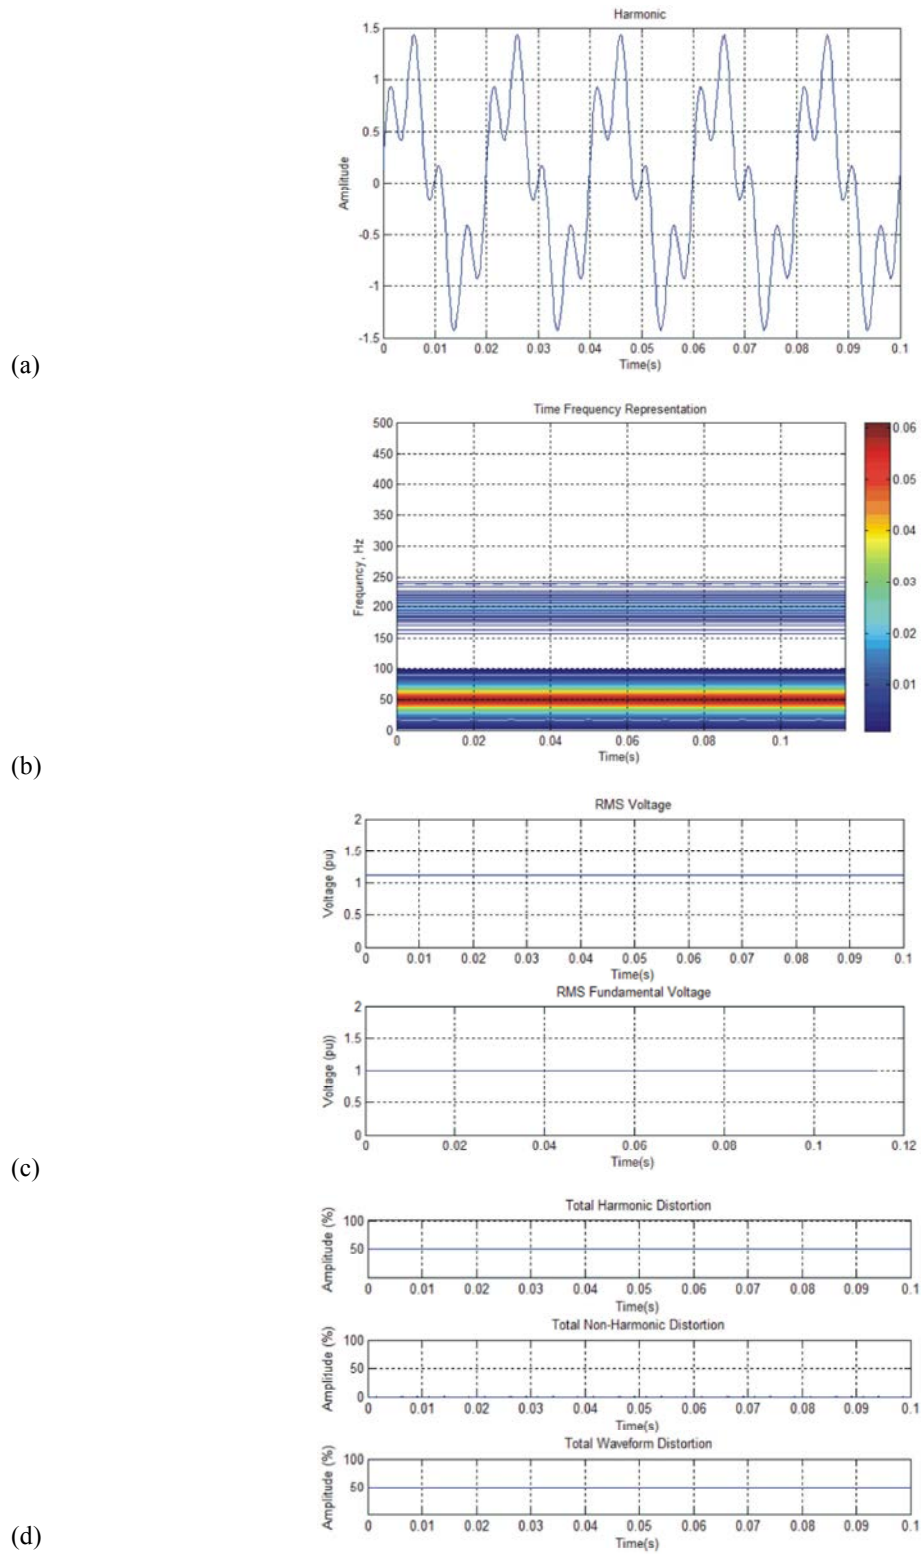 Harmonic
1.5
1
0.5
0
-0.5
-1
-1.5
Amplitude
0 0.01 0.02 0.03 0.04 0.05 0.06 0.07 0.08 0.09 0.1
Time(s)
(a)
Time Frequency Representation
500
450
400
350
300
250
200
150
100
50
0
Frequency, Hz
0 0.02 0.04 0.06 0.08 0.1
Time(s)
0.06
0.05
0.04
0.03
0.02
0.01
(b)
RMS Voltage
2
1.5
1
0.5
0
Voltage (pu)
0 0.01 0.02 0.03 0.04 0.05 0.06 0.07 0.08 0.09 0.1
Time(s)
RMS Fundamental Voltage
2
1.5
1
0.5
0
Voltage (pu))
0 0.02 0.04 0.06 0.08 0.1 0.12
Time(s)
(c)
Total Harmonic Distortion
100
50
Amplitude (%)
0 0.01 0.02 0.03 0.04 0.05 0.06 0.07 0.08 0.09 0.1
Time(s)
Total Non-Harmonic Distortion
100
50
0
Amplitude (%)
0 0.01 0.02 0.03 0.04 0.05 0.06 0.07 0.08 0.09 0.1
Time(s)
Total Waveform Distortion
100
50
Amplitude (%)
0 0.01 0.02 0.03 0.04 0.05 0.06 0.07 0.08 0.09 0.1
Time(s)
(d)